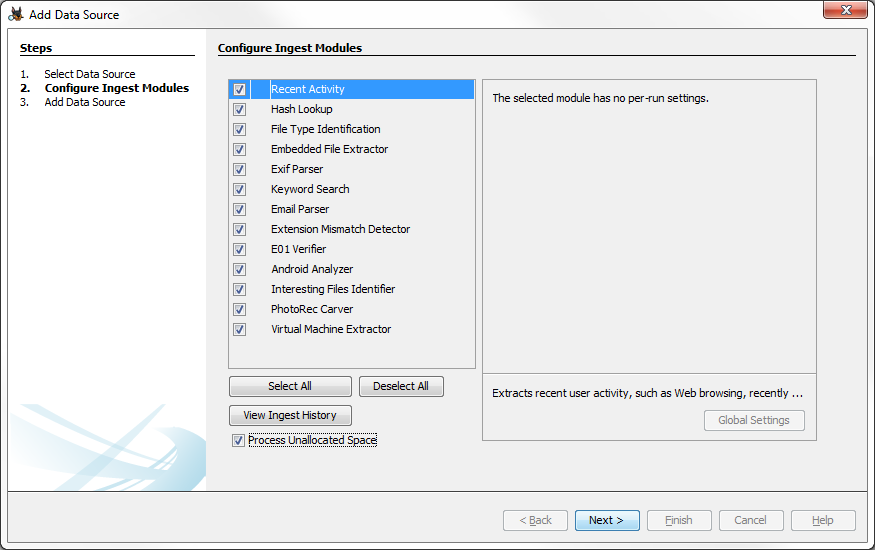 Add Data Source
Steps
1. Select Data Source
2. Configure Ingest Modules
3. Add Data Source
Configure Ingest Modules
Recent Activity
Hash Lookup
File Type Identification
Embedded File Extractor
Exif Parser
Keyword Search
Email Parser
Extension Mismatch Detector
E01 Verifier
Android Analyzer
Interesting Files Identifier
PhotoRec Carver
Virtual Machine Extractor
Select All
Deselect All
View Ingest History
Process Unallocated Space
The selected module has no per-run settings.
Extracts recent user activity, such as Web browsing, recently ...
Global Settings
< Back
Next >
Finish
Cancel
Help